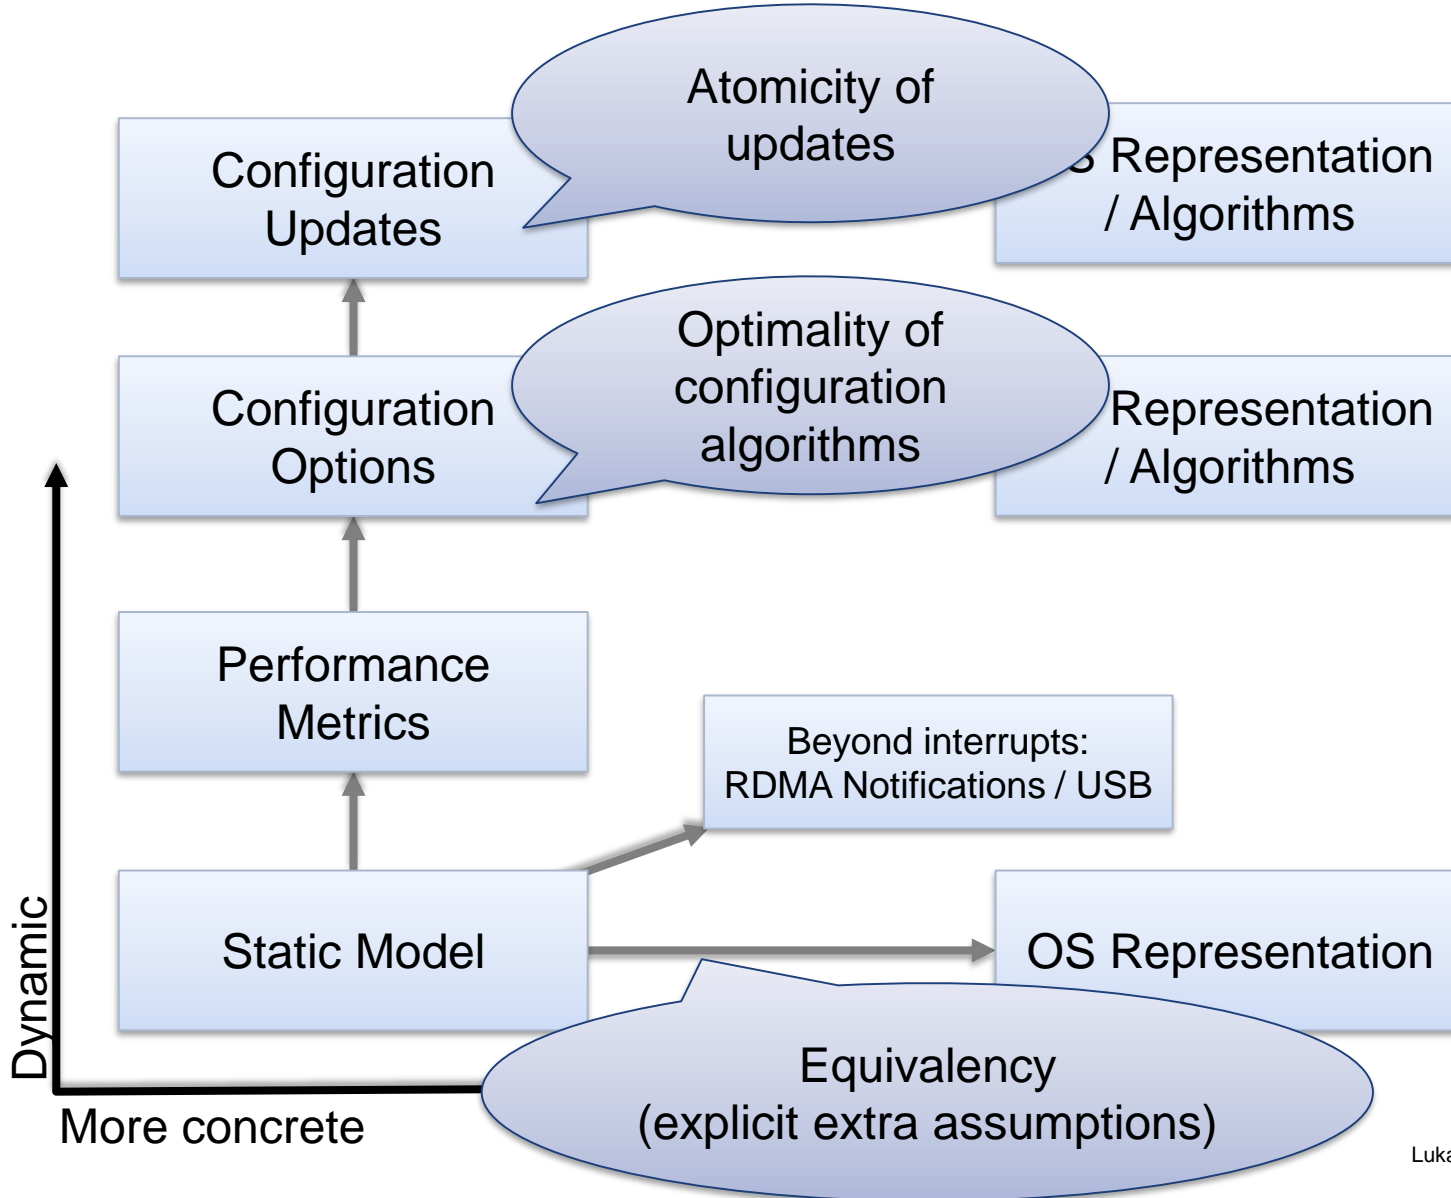 Atomicity of
updates
Configuration
Updates
Representation
/ Algorithms
Optimality of
configuration
algorithms
Configuration
Options
Representation
/ Algorithms
Performance
Metrics
Beyond interrupts:
RDMA Notifications / USB
Static Model
OS Representation
Dynamic
Equivalency
(explicit extra assumptions)
More concrete